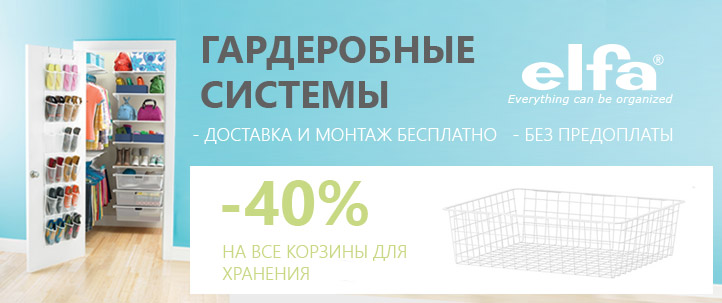 ГАРДЕРОБНЫЕ
СИСТЕМЫ
elfa®
Everything can be organized
- ДОСТАВКА И МОНТАЖ БЕСПЛАТНО - БЕЗ ПРЕДОПЛАТЫ
-40%
НА ВСЕ КОРЗИНЫ ДЛЯ
ХРАНЕНИЯ